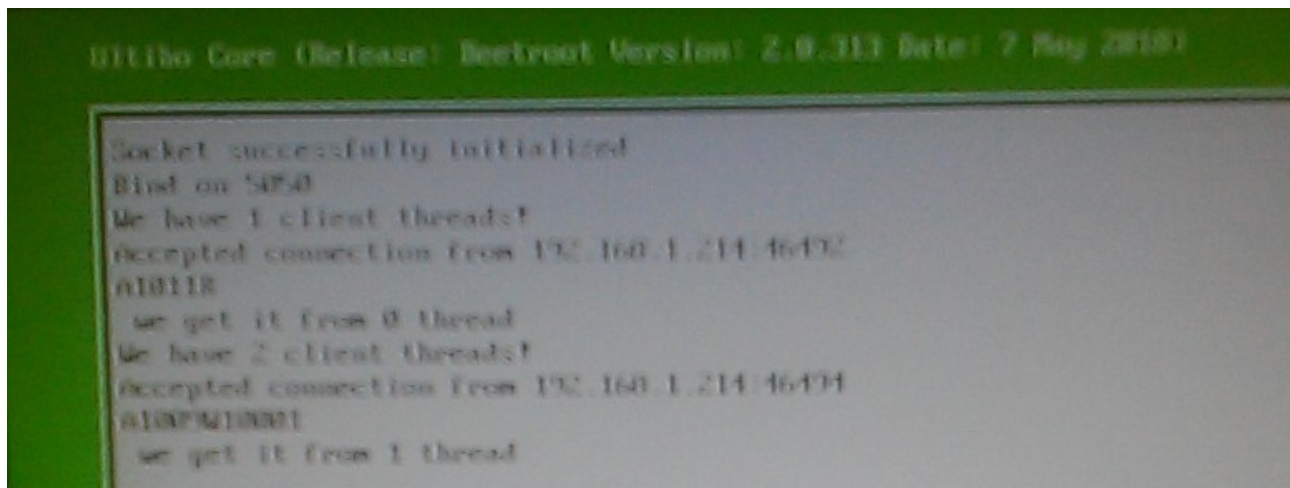 Ultibo Core (Release: Beetroot Version: 2.0.313 Date: 7 May 2018)
Socket successfully initialized
Bind on 5050
We have 1 client threads!
Accepted connection from 192.168.1.214:46492
A10118
we get it from 0 thread
We have 2 client threads!
Accepted connection from 192.168.1.214:46494
we get it from 1 thread